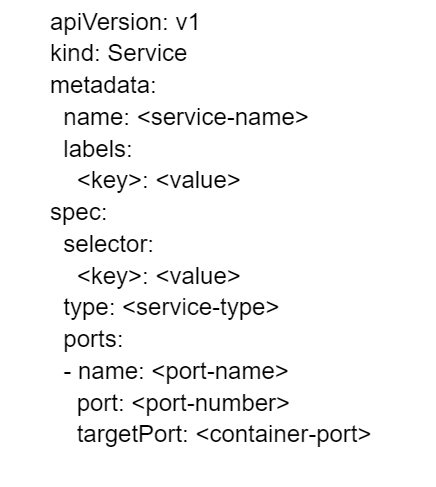 apiVersion: v1
kind: Service
metadata:
  name: <service-name>
  labels:
    <key>: <value>
spec:
  selector:
    <key>: <value>
  type: <service-type>
  ports:
  - name: <port-name>
    port: <port-number>
    targetPort: <container-port>